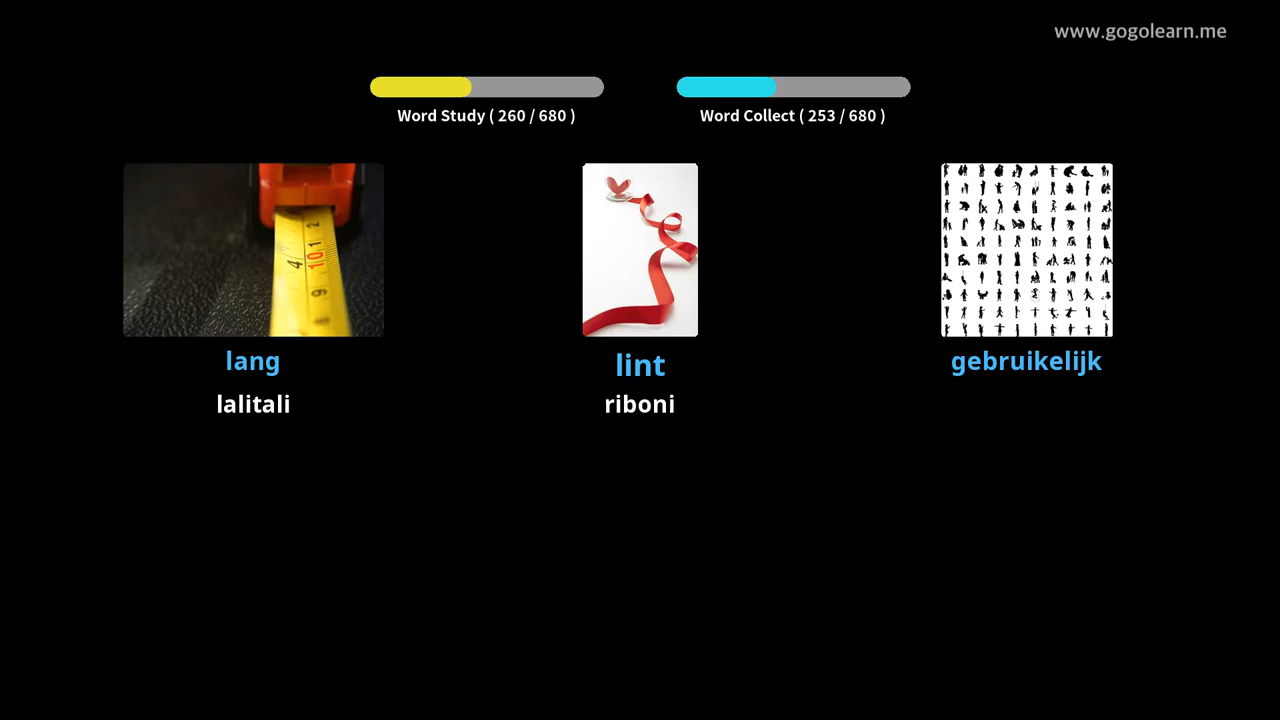 www.gogolearn.me
Word Study ( 260 / 680 )
Word Collect ( 253 / 680 )
lang
lint
gebruikelijk
lalitali
riboni